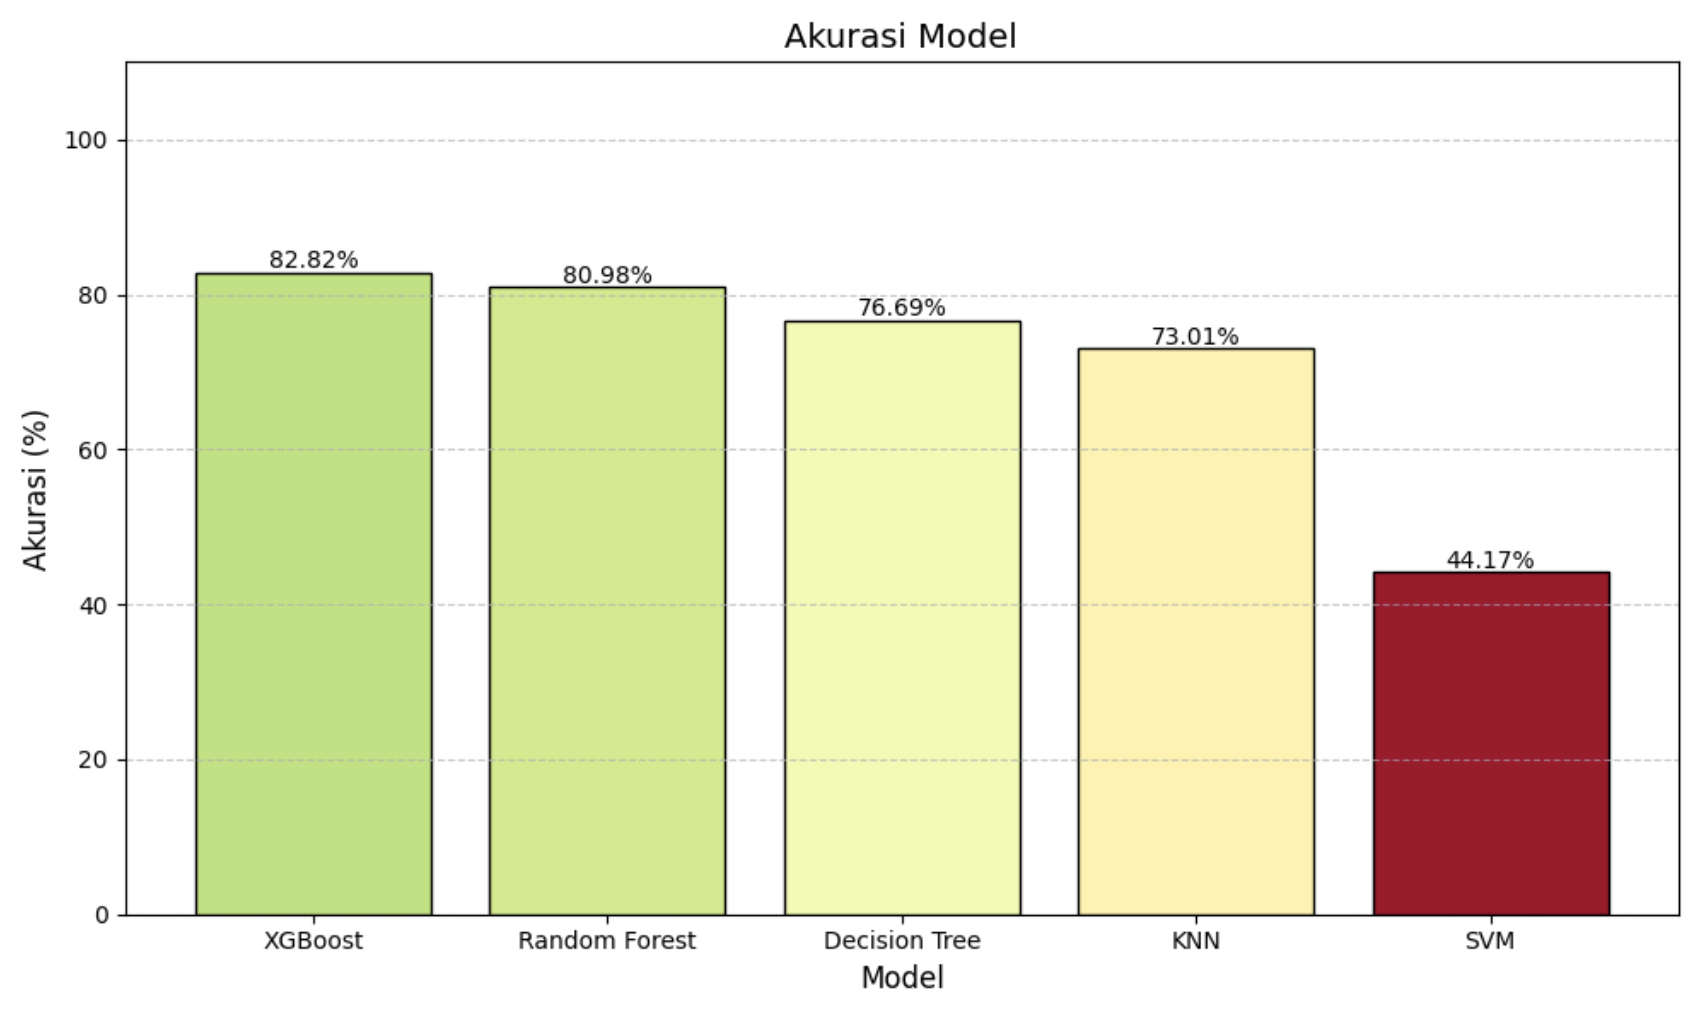 Akurasi Model
Akurasi (%)
100
80
60
40
20
0
82.82%
80.98%
76.69%
73.01%
44.17%
XGBoost
Random Forest
Decision Tree
KNN
SVM
Model